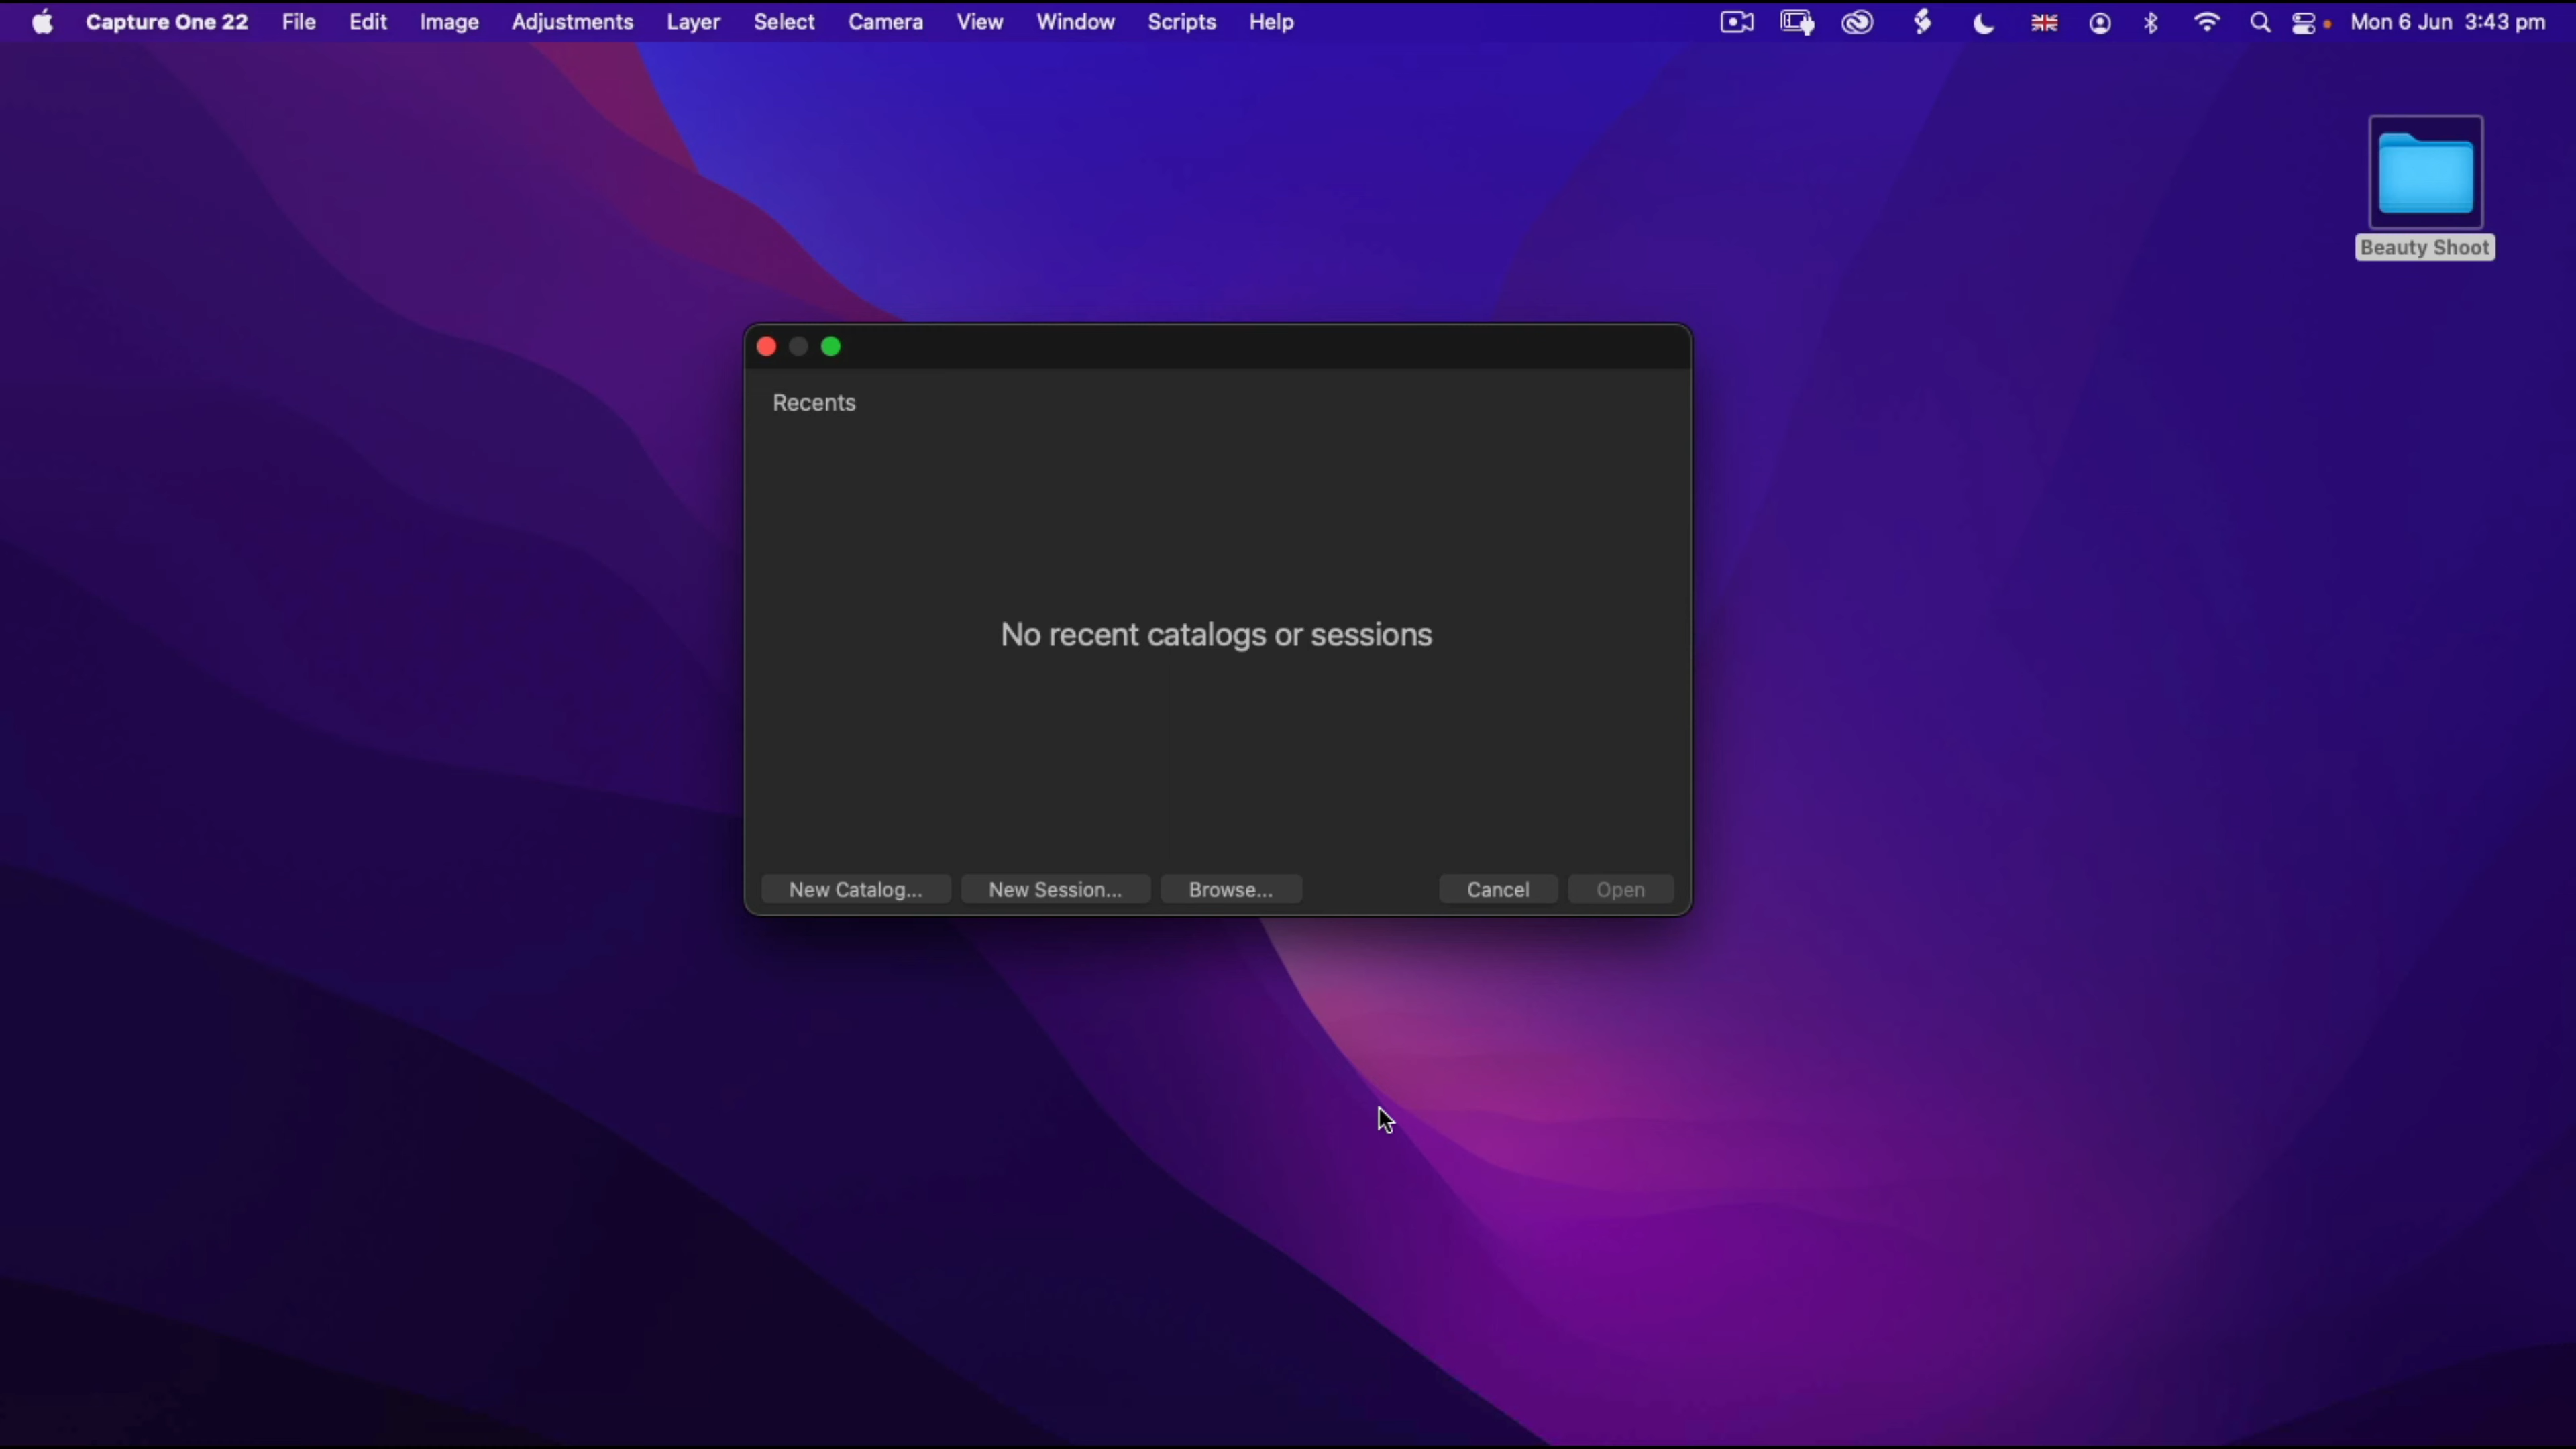 Capture One 22 File Edit Image Adjustments Layer Select Camera View Window Scripts Help Mon 6 Jun 3:43 pm
Beauty Shoot
Recents
No recent catalogs or sessions
New Catalog... New Session... Browse... Cancel Open